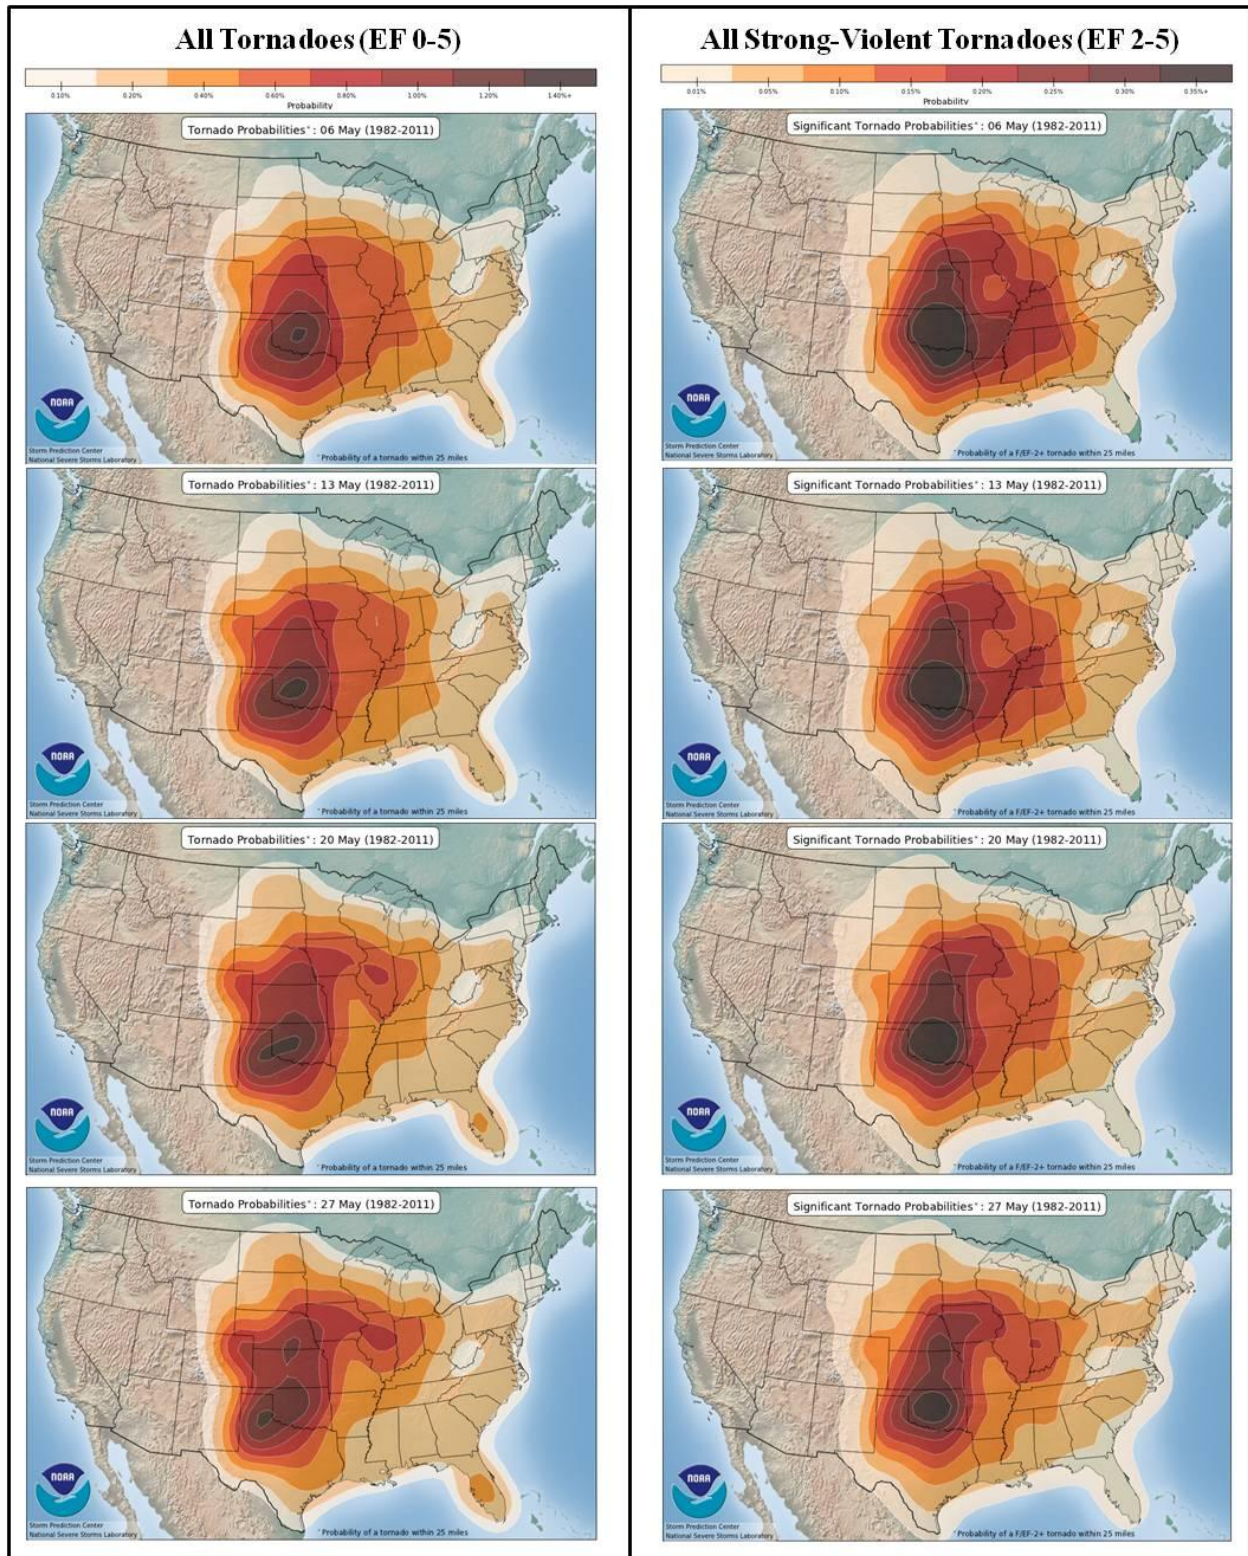 All Tornadoes (EF 0-5)
0.10% 0.20% 0.40% 0.60% 0.80% 1.00% 1.20% 1.40%+
Probability
Tornado Probabilities*: 06 May (1982-2011)
NOAA
Storm Prediction Center
National Severe Storms Laboratory
*Probability of a tornado within 25 miles
Tornado Probabilities*: 13 May (1982-2011)
NOAA
Storm Prediction Center
National Severe Storms Laboratory
*Probability of a tornado within 25 miles
Tornado Probabilities*: 20 May (1982-2011)
NOAA
Storm Prediction Center
National Severe Storms Laboratory
*Probability of a tornado within 25 miles
Tornado Probabilities*: 27 May (1982-2011)
NOAA
Storm Prediction Center
National Severe Storms Laboratory
*Probability of a tornado within 25 miles
All Strong-Violent Tornadoes (EF 2-5)
0.01% 0.05% 0.10% 0.15% 0.20% 0.25% 0.30% 0.35%+
Probability
Significant Tornado Probabilities*: 06 May (1982-2011)
NOAA
Storm Prediction Center
National Severe Storms Laboratory
*Probability of a F/EF-2+ tornado within 25 miles
Significant Tornado Probabilities*: 13 May (1982-2011)
NOAA
Storm Prediction Center
National Severe Storms Laboratory
*Probability of a F/EF-2+ tornado within 25 miles
Significant Tornado Probabilities*: 20 May (1982-2011)
NOAA
Storm Prediction Center
National Severe Storms Laboratory
*Probability of a F/EF-2+ tornado within 25 miles
Significant Tornado Probabilities*: 27 May (1982-2011)
NOAA
Storm Prediction Center
National Severe Storms Laboratory
*Probability of a F/EF-2+ tornado within 25 miles